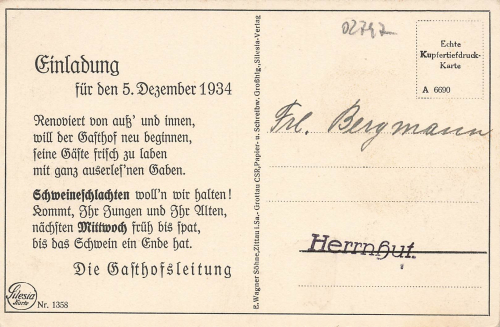 Einladung
für den 5. Dezember 1934
Renoviert von auß' und innen,
will der Gasthof neu beginnen,
seine Gäste frisch zu laben
mit ganz auserles'nen Gaben.
Schweineschlachten woll'n wir halten!
Kommt, Ihr Jungen und Ihr Alten,
nächsten Mittwoch früh bis spat,
bis das Schwein ein Ende hat.
Die Gasthofsleitung
Silesia
Karte
Nr. 1358
E. Wagner Söhne, Zittau i. Sa.- Grottau CSR, Papier- u. Schreibw. Großhlg., Silesia-Verlag
02747
Echte
Kupfertiefdruck-
Karte
A 6690
Frl. Bergmann
Herrnhut.